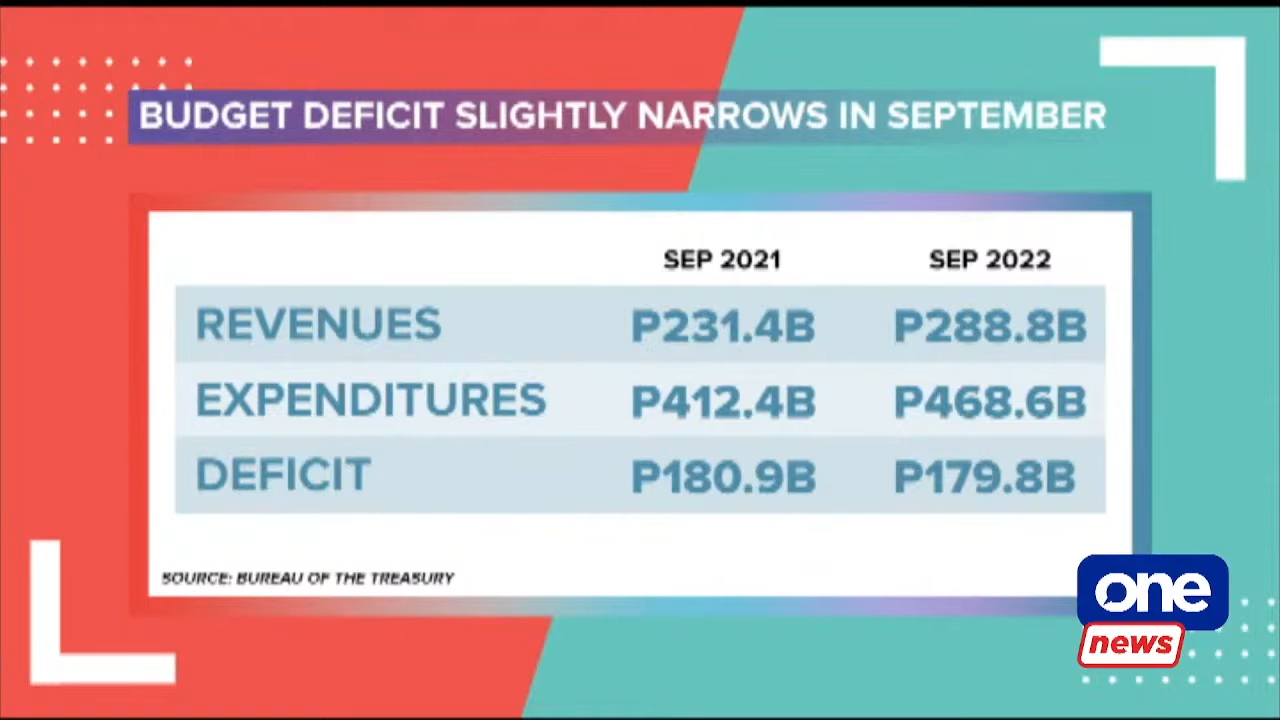 BUDGET DEFICIT SLIGHTLY NARROWS IN SEPTEMBER
SEP 2021 SEP 2022
REVENUES P231.4B P288.8B
EXPENDITURES P412.4B P468.6B
DEFICIT P180.9B P179.8B
SOURCE: BUREAU OF THE TREASURY
one
news